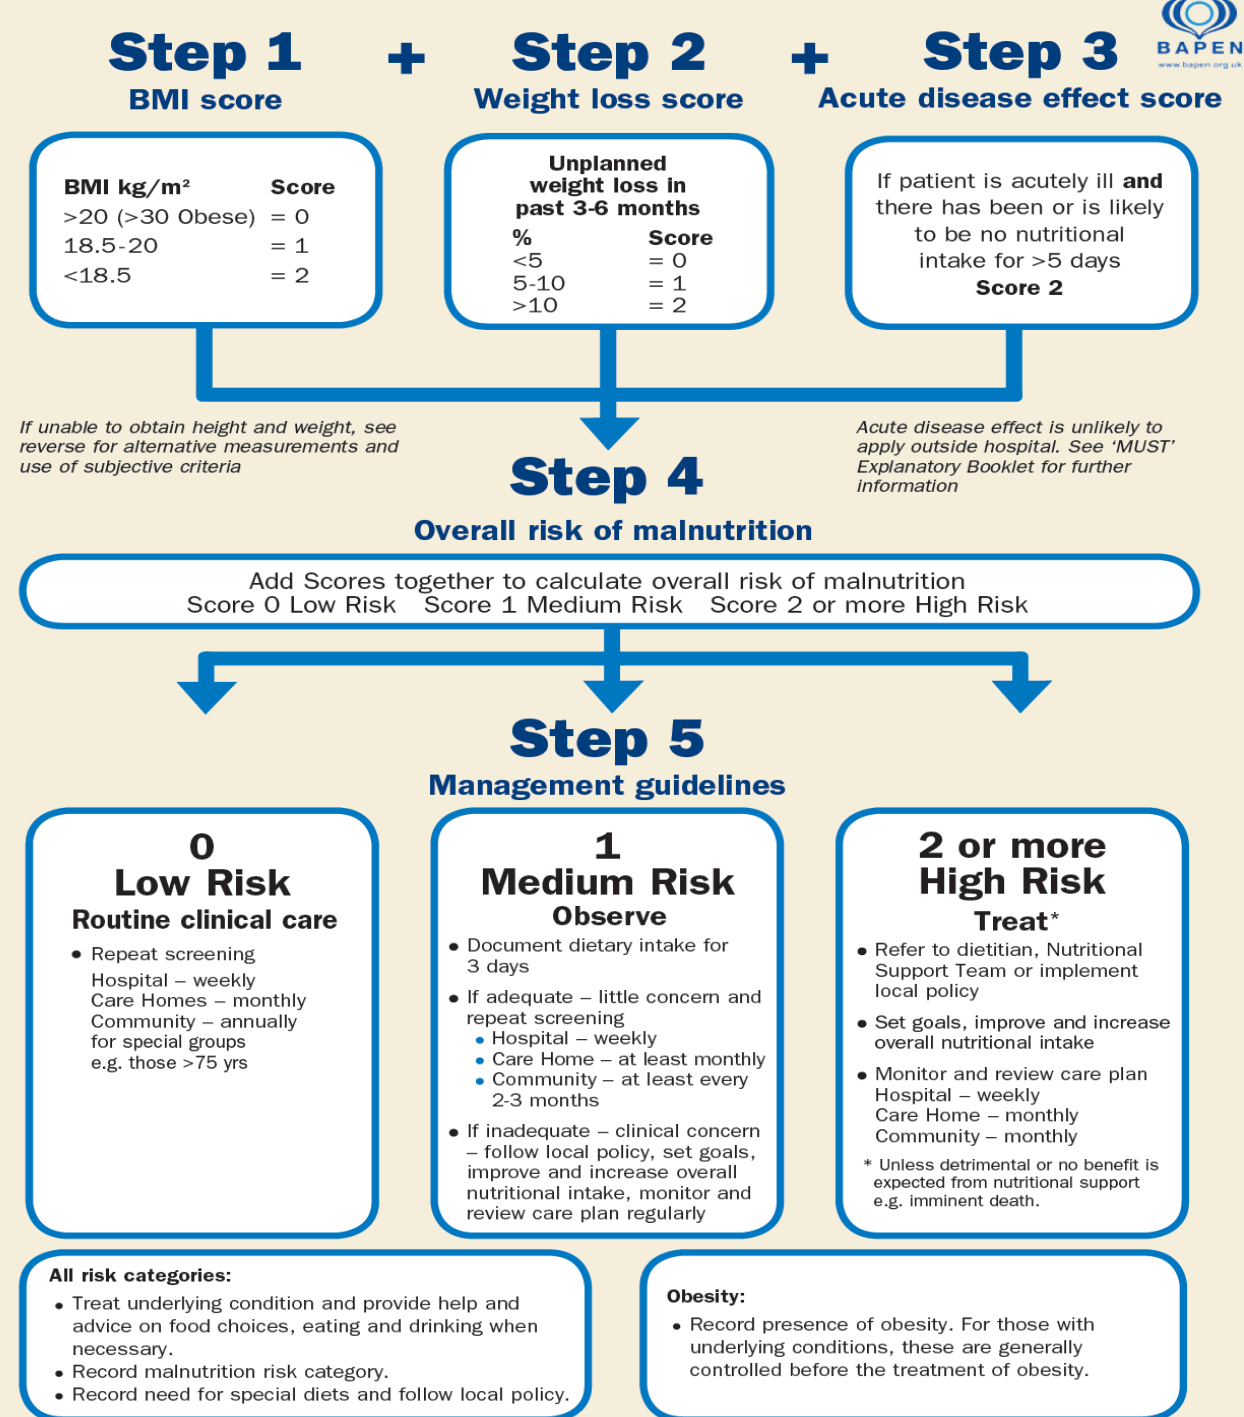 Step 1 + Step 2 + Step 3
BAPEN
www.bapen.org.uk
BMI score
Weight loss score
Acute disease effect score
BMI kg/m² Score
>20 (>30 Obese) = 0
18.5-20 = 1
<18.5 = 2
Unplanned
weight loss in
past 3-6 months
% Score
<5 = 0
5-10 = 1
>10 = 2
If patient is acutely ill and
there has been or is likely
to be no nutritional
intake for >5 days
Score 2
If unable to obtain height and weight, see
reverse for alternative measurements and
use of subjective criteria
Acute disease effect is unlikely to
apply outside hospital. See ‘MUST’
Explanatory Booklet for further
information
Step 4
Overall risk of malnutrition
Add Scores together to calculate overall risk of malnutrition
Score 0 Low Risk Score 1 Medium Risk Score 2 or more High Risk
Step 5
Management guidelines
0
Low Risk
Routine clinical care
• Repeat screening
Hospital – weekly
Care Homes – monthly
Community – annually
for special groups
e.g. those >75 yrs
1
Medium Risk
Observe
• Document dietary intake for
3 days
• If adequate – little concern and
repeat screening
• Hospital – weekly
• Care Home – at least monthly
• Community – at least every
2-3 months
• If inadequate – clinical concern
– follow local policy, set goals,
improve and increase overall
nutritional intake, monitor and
review care plan regularly
2 or more
High Risk
Treat*
• Refer to dietitian, Nutritional
Support Team or implement
local policy
• Set goals, improve and increase
overall nutritional intake
• Monitor and review care plan
Hospital – weekly
Care Home – monthly
Community – monthly
* Unless detrimental or no benefit is
expected from nutritional support
e.g. imminent death.
All risk categories:
• Treat underlying condition and provide help and
advice on food choices, eating and drinking when
necessary.
• Record malnutrition risk category.
• Record need for special diets and follow local policy.
Obesity:
• Record presence of obesity. For those with
underlying conditions, these are generally
controlled before the treatment of obesity.